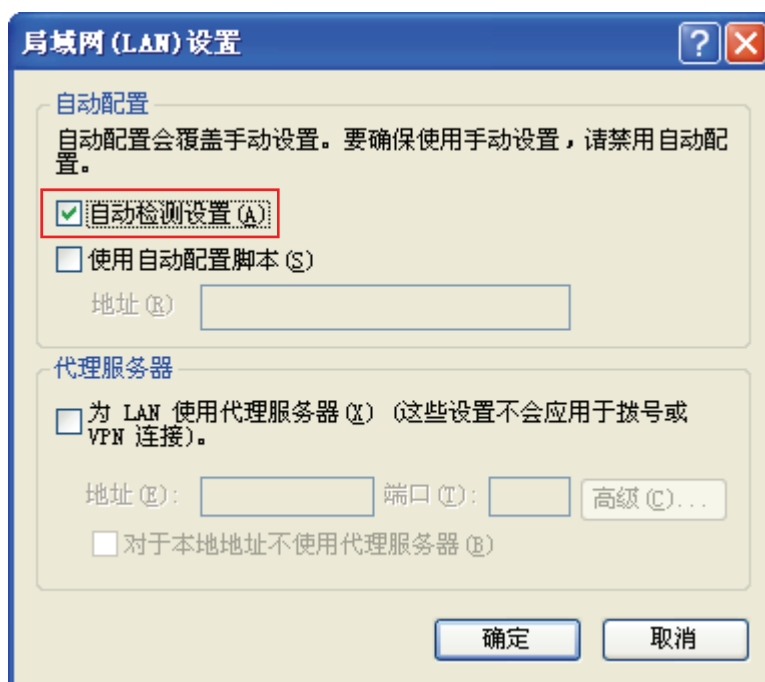 局域网(LAN)设置
自动配置
自动配置会覆盖手动设置。要确保使用手动设置，请禁用自动配
置。
自动检测设置(A)
使用自动配置脚本(S)
地址(R)
代理服务器
为 LAN 使用代理服务器(X) (这些设置不会应用于拨号或
VPN 连接)。
地址(E): 端口(T): 高级(C)...
对于本地地址不使用代理服务器(B)
确定 取消